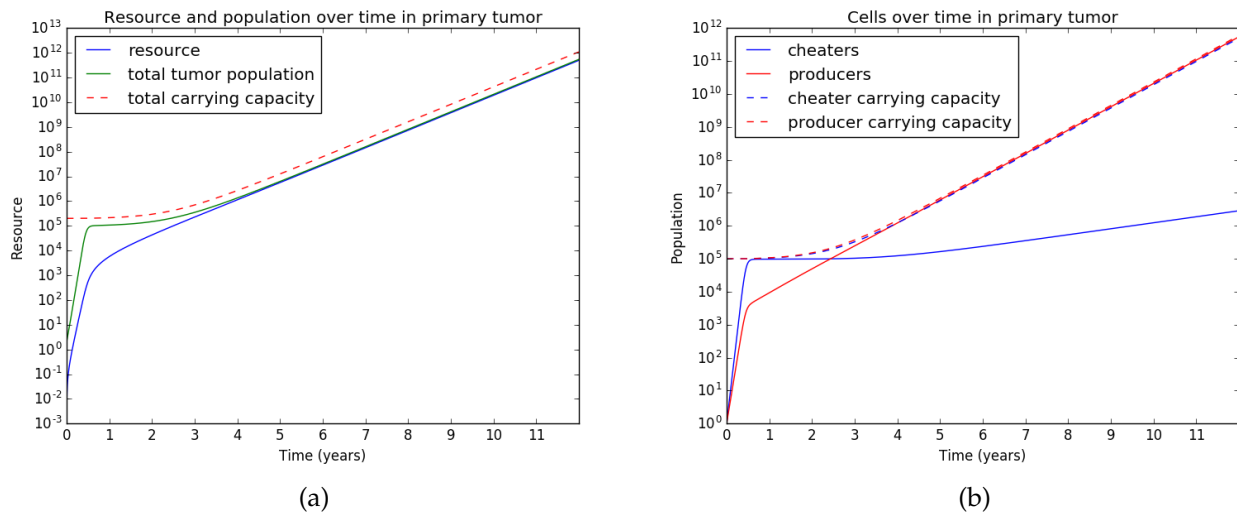 Resource and population over time in primary tumor
resource
total tumor population
total carrying capacity
10^13
10^12
10^11
10^10
10^9
10^8
10^7
10^6
10^5
10^4
10^3
10^2
10^1
10^0
10^-1
10^-2
10^-3
Resource
0 1 2 3 4 5 6 7 8 9 10 11
Time (years)
(a)
Cells over time in primary tumor
cheaters
producers
cheater carrying capacity
producer carrying capacity
10^12
10^11
10^10
10^9
10^8
10^7
10^6
10^5
10^4
10^3
10^2
10^1
10^0
Population
0 1 2 3 4 5 6 7 8 9 10 11
Time (years)
(b)